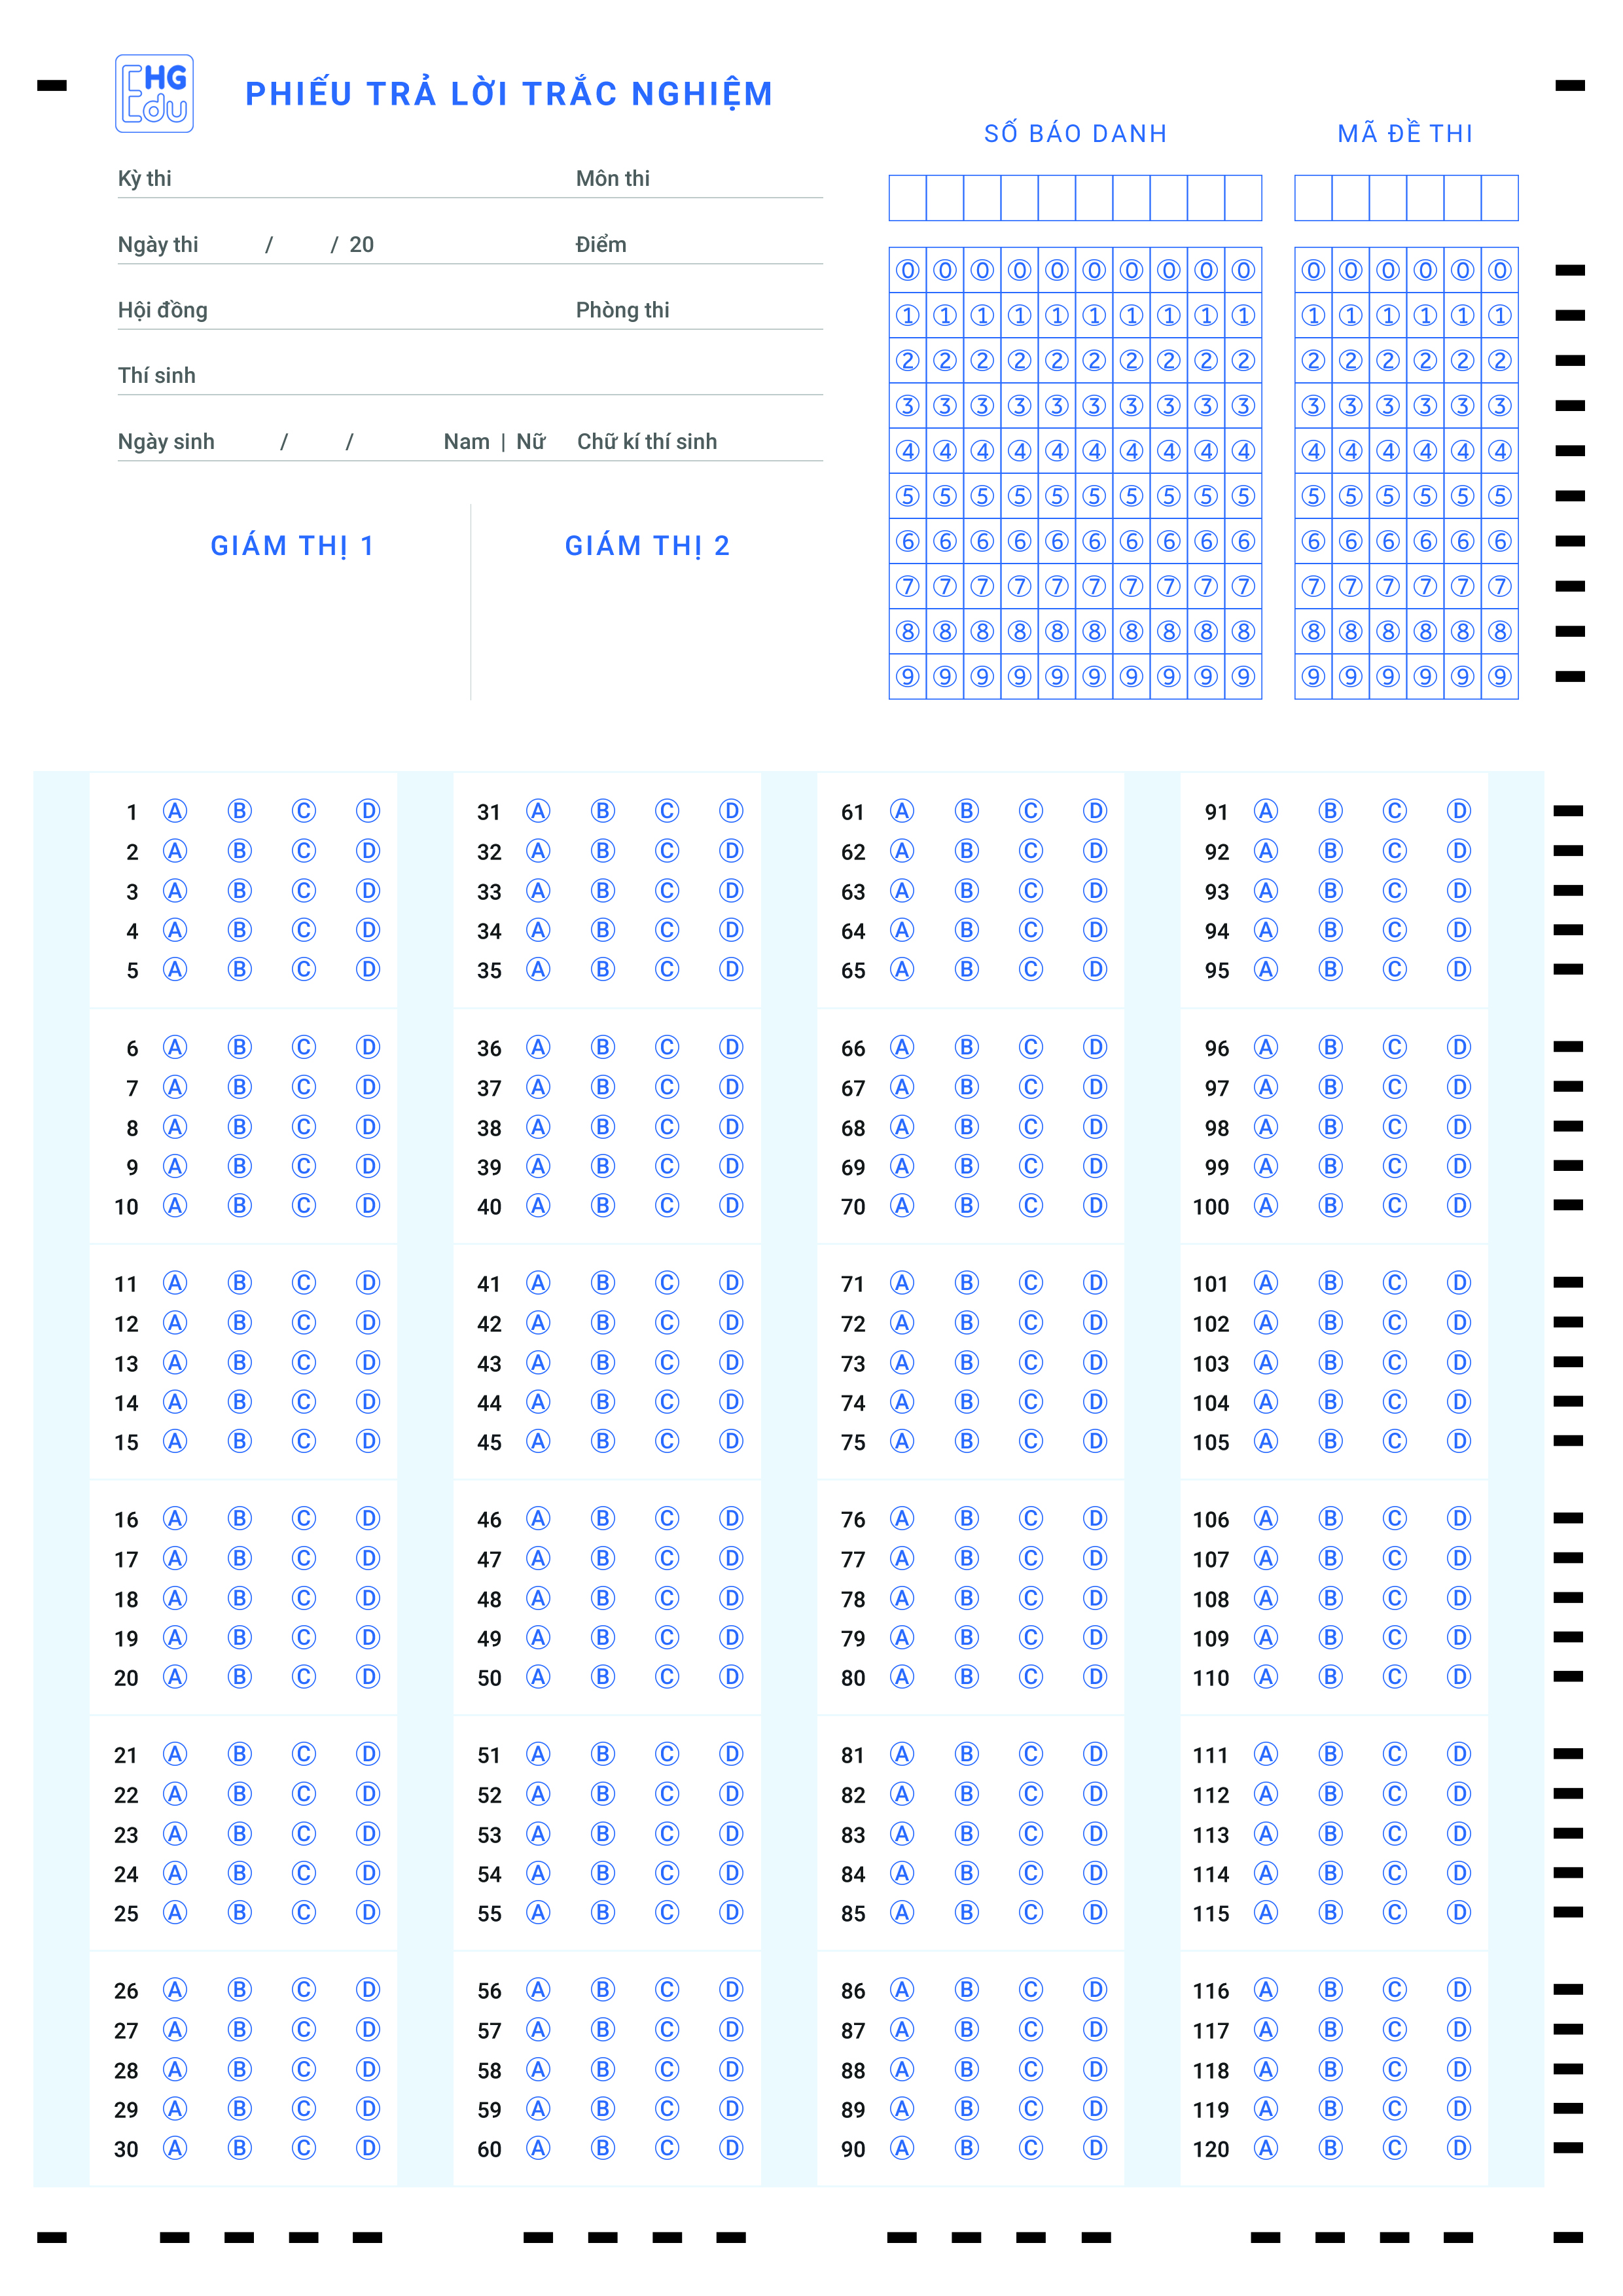 HG
Edu
PHIẾU TRẢ LỜI TRẮC NGHIỆM
SỐ BÁO DANH
MÃ ĐỀ THI
Kỳ thi Môn thi
Ngày thi / / 20 Điểm
Hội đồng Phòng thi
Thí sinh
Ngày sinh / / Nam | Nữ Chữ kí thí sinh
GIÁM THỊ 1 GIÁM THỊ 2
0 0 0 0 0 0 0 0 0 0 0 0 0 0 0 0
1 1 1 1 1 1 1 1 1 1 1 1 1 1 1 1
2 2 2 2 2 2 2 2 2 2 2 2 2 2 2 2
3 3 3 3 3 3 3 3 3 3 3 3 3 3 3 3
4 4 4 4 4 4 4 4 4 4 4 4 4 4 4 4
5 5 5 5 5 5 5 5 5 5 5 5 5 5 5 5
6 6 6 6 6 6 6 6 6 6 6 6 6 6 6 6
7 7 7 7 7 7 7 7 7 7 7 7 7 7 7 7
8 8 8 8 8 8 8 8 8 8 8 8 8 8 8 8
9 9 9 9 9 9 9 9 9 9 9 9 9 9 9 9
1 A B C D 31 A B C D 61 A B C D 91 A B C D
2 A B C D 32 A B C D 62 A B C D 92 A B C D
3 A B C D 33 A B C D 63 A B C D 93 A B C D
4 A B C D 34 A B C D 64 A B C D 94 A B C D
5 A B C D 35 A B C D 65 A B C D 95 A B C D
6 A B C D 36 A B C D 66 A B C D 96 A B C D
7 A B C D 37 A B C D 67 A B C D 97 A B C D
8 A B C D 38 A B C D 68 A B C D 98 A B C D
9 A B C D 39 A B C D 69 A B C D 99 A B C D
10 A B C D 40 A B C D 70 A B C D 100 A B C D
11 A B C D 41 A B C D 71 A B C D 101 A B C D
12 A B C D 42 A B C D 72 A B C D 102 A B C D
13 A B C D 43 A B C D 73 A B C D 103 A B C D
14 A B C D 44 A B C D 74 A B C D 104 A B C D
15 A B C D 45 A B C D 75 A B C D 105 A B C D
16 A B C D 46 A B C D 76 A B C D 106 A B C D
17 A B C D 47 A B C D 77 A B C D 107 A B C D
18 A B C D 48 A B C D 78 A B C D 108 A B C D
19 A B C D 49 A B C D 79 A B C D 109 A B C D
20 A B C D 50 A B C D 80 A B C D 110 A B C D
21 A B C D 51 A B C D 81 A B C D 111 A B C D
22 A B C D 52 A B C D 82 A B C D 112 A B C D
23 A B C D 53 A B C D 83 A B C D 113 A B C D
24 A B C D 54 A B C D 84 A B C D 114 A B C D
25 A B C D 55 A B C D 85 A B C D 115 A B C D
26 A B C D 56 A B C D 86 A B C D 116 A B C D
27 A B C D 57 A B C D 87 A B C D 117 A B C D
28 A B C D 58 A B C D 88 A B C D 118 A B C D
29 A B C D 59 A B C D 89 A B C D 119 A B C D
30 A B C D 60 A B C D 90 A B C D 120 A B C D